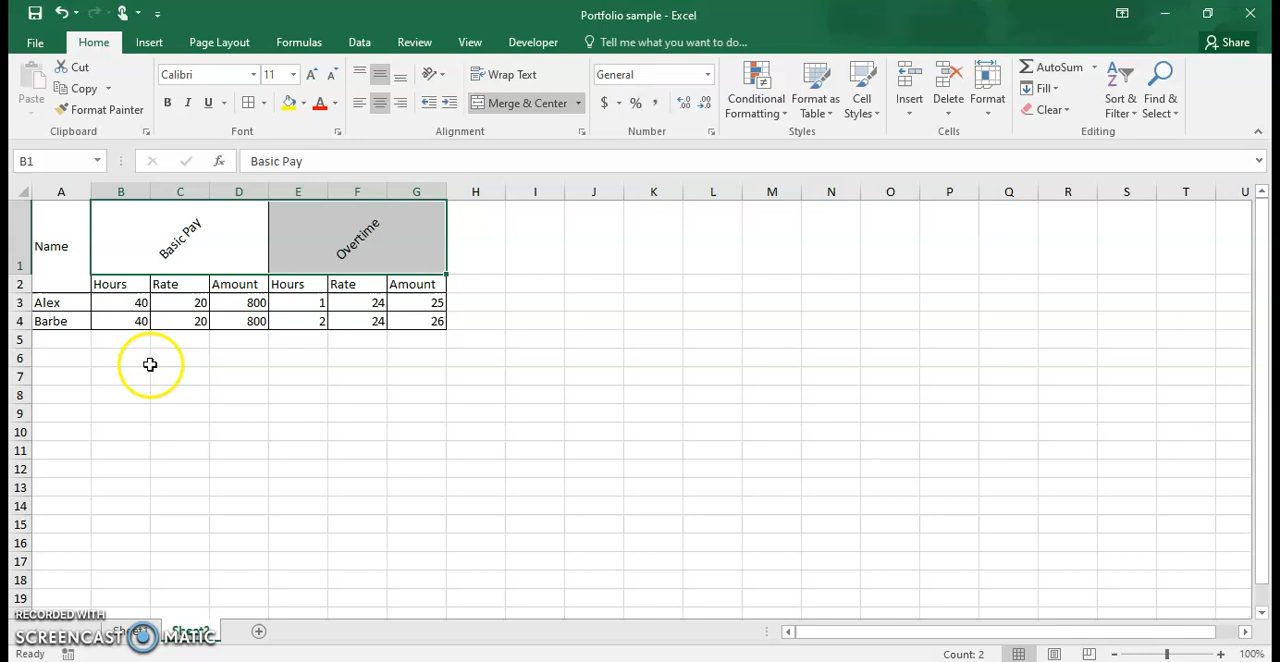 Portfolio sample - Excel
File Home Insert Page Layout Formulas Data Review View Developer Tell me what you want to do... Share
Paste
Cut
Copy
Format Painter
Clipboard
Calibri 11
B I U
Font
Wrap Text
Merge & Center
Alignment
General
$ % ,
Number
Conditional Formatting
Format as Table
Cell Styles
Styles
Insert
Delete
Format
Cells
AutoSum
Fill
Clear
Sort & Filter
Find & Select
Editing
B1 fx Basic Pay
A B C D E F G H I J K L M N O P Q R S T U
1 Name Basic Pay Overtime
2 Hours Rate Amount Hours Rate Amount
3 Alex 40 20 800 1 24 25
4 Barbe 40 20 800 2 24 26
5
6
7
8
9
10
11
12
13
14
15
16
17
18
19
RECORDED WITH
SCREENCAST MATIC
Sheet1 Sheet2
Ready Count: 2 100%